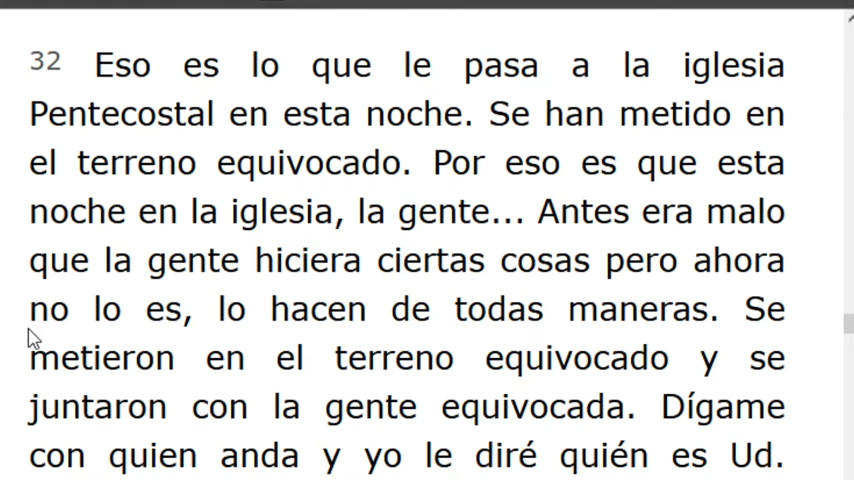 32 Eso es lo que le pasa a la iglesia
Pentecostal en esta noche. Se han metido en
el terreno equivocado. Por eso es que esta
noche en la iglesia, la gente... Antes era malo
que la gente hiciera ciertas cosas pero ahora
no lo es, lo hacen de todas maneras. Se
metieron en el terreno equivocado y se
juntaron con la gente equivocada. Dígame
con quien anda y yo le diré quién es Ud.